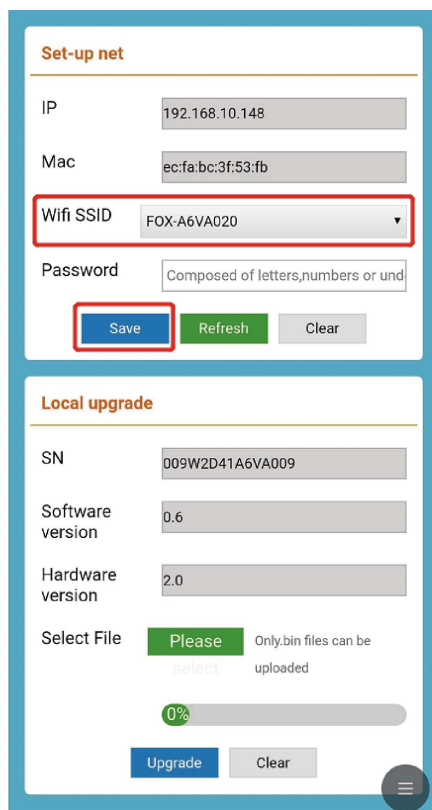 Set-up net
IP 192.168.10.148
Mac ec:fa:bc:3f:53:fb
Wifi SSID FOX-A6VA020
Password Composed of letters,numbers or und
Save Refresh Clear
Local upgrade
SN 009W2D41A6VA009
Software
version 0.6
Hardware
version 2.0
Select File Please
select
Only.bin files can be
uploaded
0%
Upgrade Clear